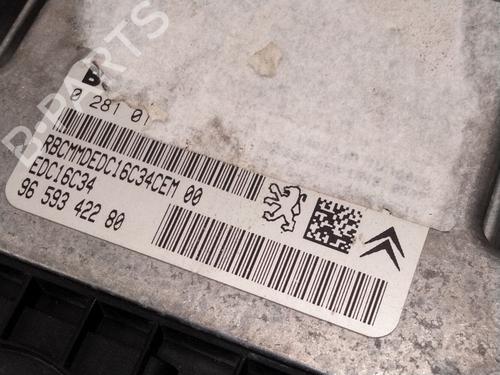 B-PARTS
B
0 281 01
RBCMMDEDC16C34CEM 00
EDC16C34
96 593 422 80